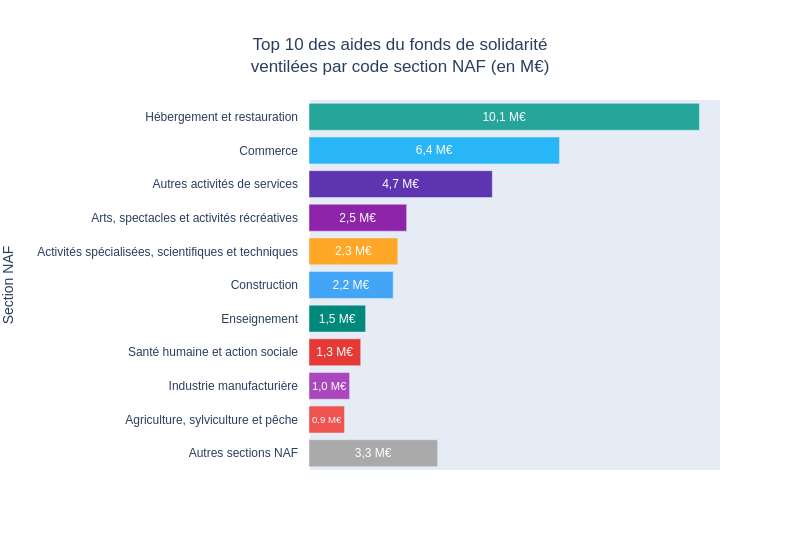 Top 10 des aides du fonds de solidarité
ventilées par code section NAF (en M€)
Section NAF
Hébergement et restauration 10,1 M€
Commerce 6,4 M€
Autres activités de services 4,7 M€
Arts, spectacles et activités récréatives 2,5 M€
Activités spécialisées, scientifiques et techniques 2,3 M€
Construction 2,2 M€
Enseignement 1,5 M€
Santé humaine et action sociale 1,3 M€
Industrie manufacturière 1,0 M€
Agriculture, sylviculture et pêche 0,9 M€
Autres sections NAF 3,3 M€